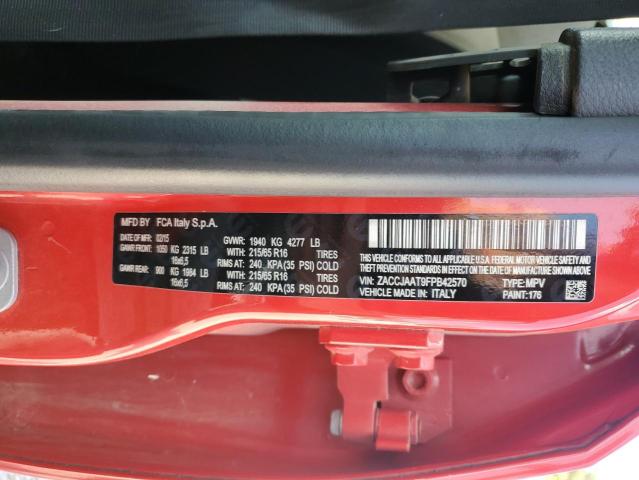 MFD BY FCA Italy S.p.A.
DATE OF MFR: 02/15 GVWR: 1940 KG 4277 LB
GAWR FRONT: 1050 KG 2315 LB WITH: 215/65 R16 TIRES
16x6,5 RIMS AT: 240 KPA (35 PSI) COLD
GAWR REAR: 900 KG 1984 LB WITH: 215/65 R16 TIRES
16x6,5 RIMS AT: 240 KPA (35 PSI) COLD
THIS VEHICLE CONFORMS TO ALL APPLICABLE U.S.A. FEDERAL MOTOR VEHICLE SAFETY,
BUMPER, AND THEFT PREVENTION STANDARDS IN EFFECT ON THE DATE OF MANUFACTURE SHOWN ABOVE.
VIN: ZACCJAAT9FPB42570 TYPE: MPV
VEHICLE MADE IN: ITALY PAINT:176